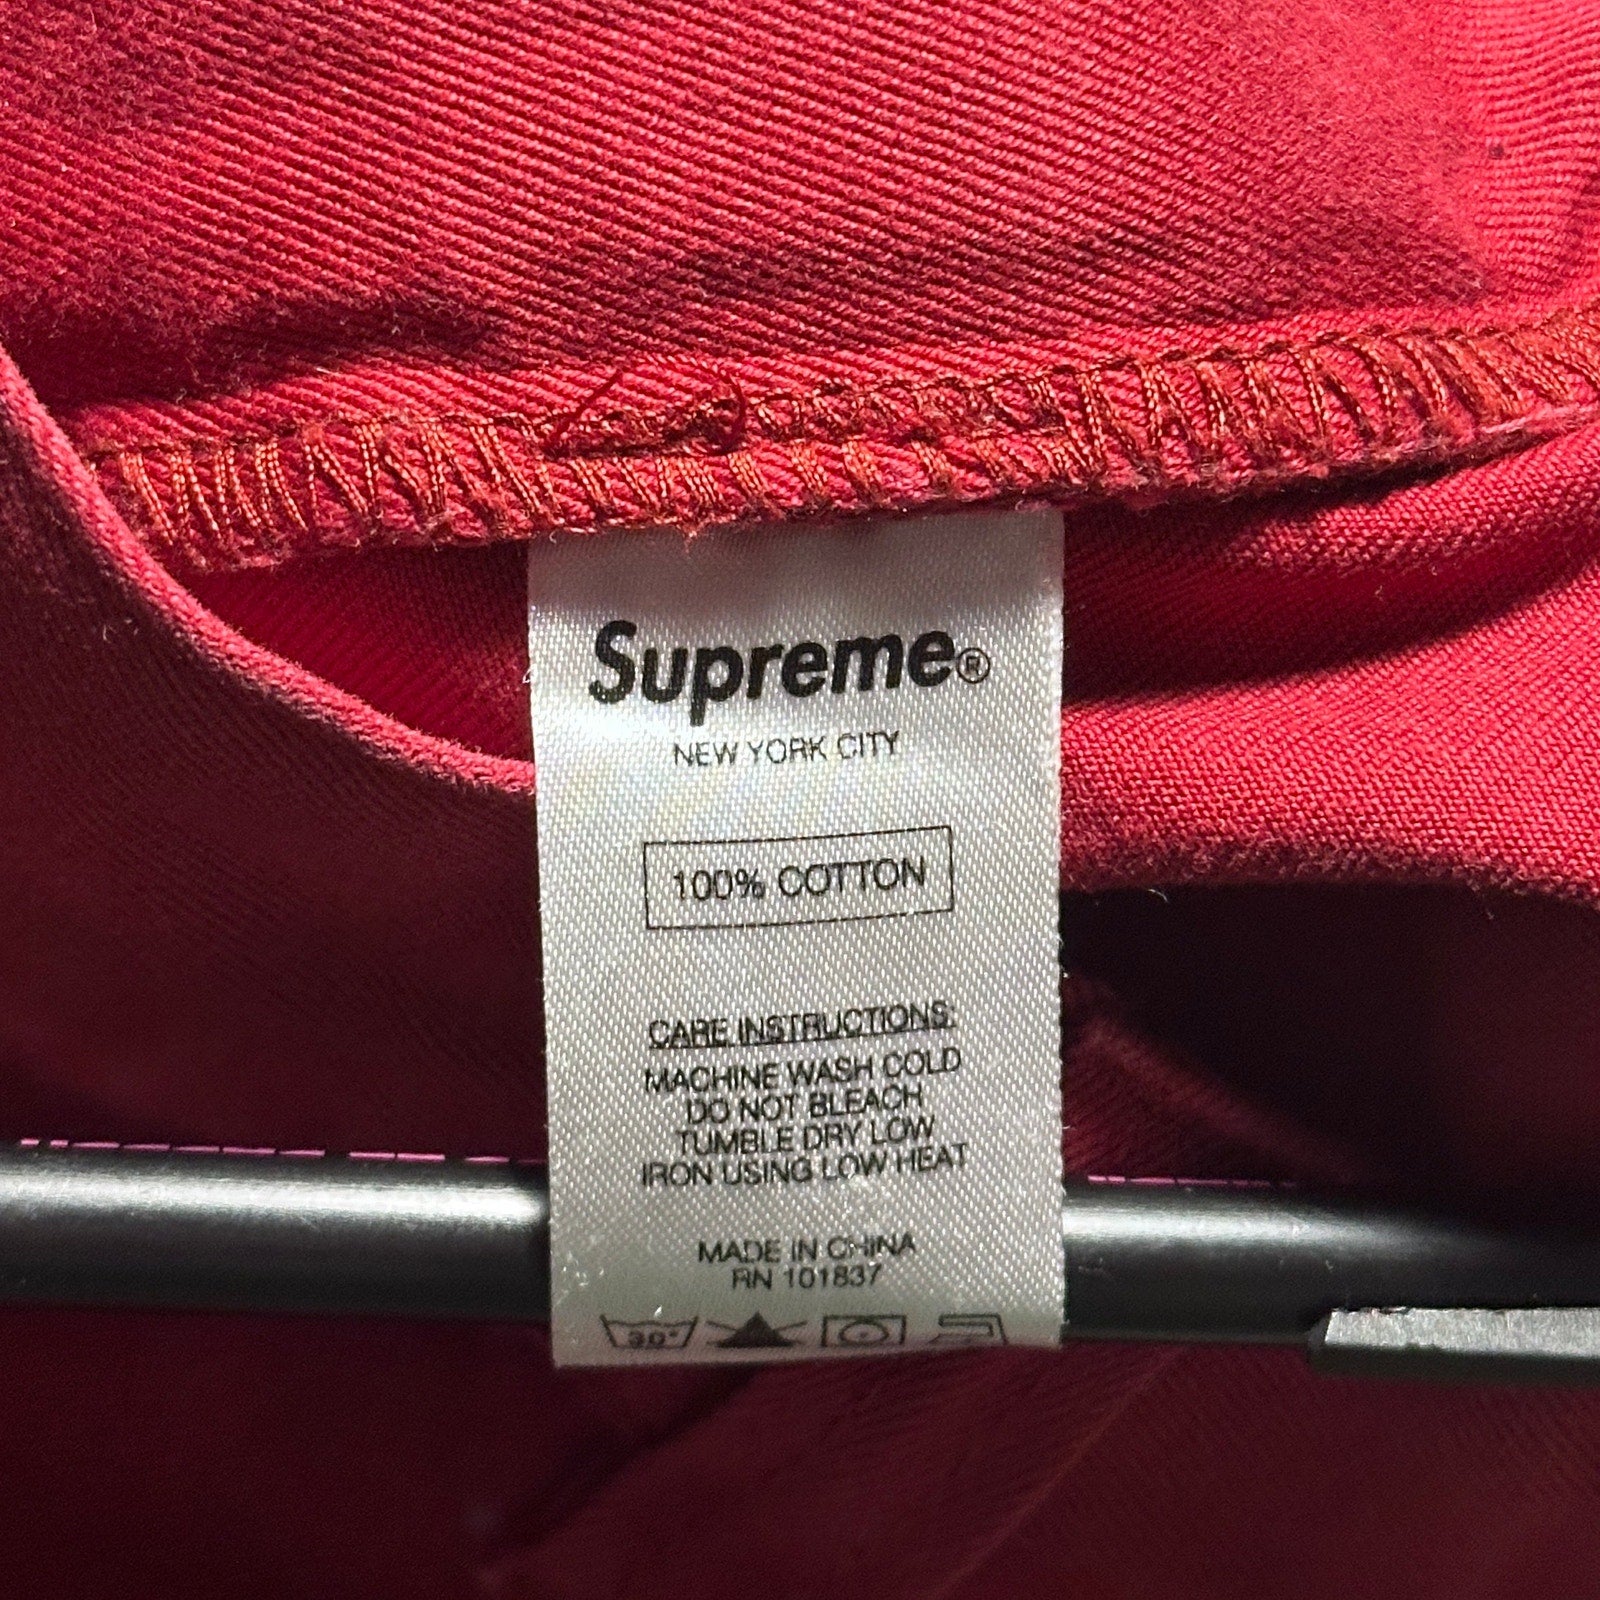 Supreme®
NEW YORK CITY
100% COTTON
CARE INSTRUCTIONS:
MACHINE WASH COLD
DO NOT BLEACH
TUMBLE DRY LOW
IRON USING LOW HEAT
MADE IN CHINA
RN 101837
30°